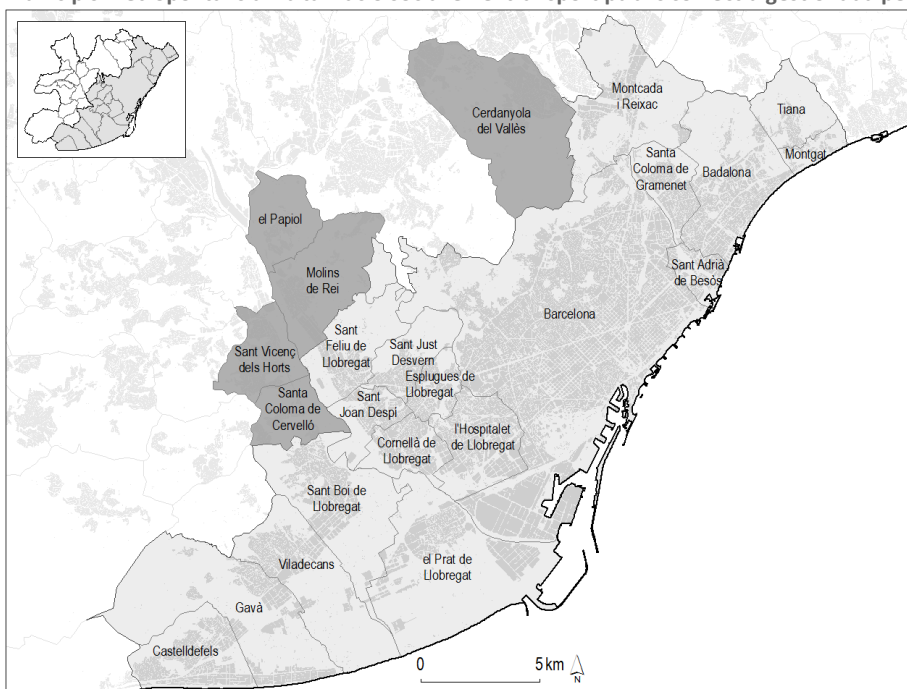 Cerdanyola
del Vallès
Montcada
i Reixac
Tiana
Montgat
Santa
Coloma de
Gramenet
Badalona
el Papiol
Molins
de Rei
Sant Adrià
de Besòs
Barcelona
Sant
Feliu de
Llobregat
Sant Just
Desvern
Esplugues de
Llobregat
Sant Vicenç
dels Horts
Santa
Coloma de
Cervelló
Sant
Joan Despi
Cornellà de
Llobregat
l'Hospitalet
de Llobregat
Sant Boi de
Llobregat
Viladecans
el Prat de
Llobregat
Gavà
Castelldefels
0 5 km
N